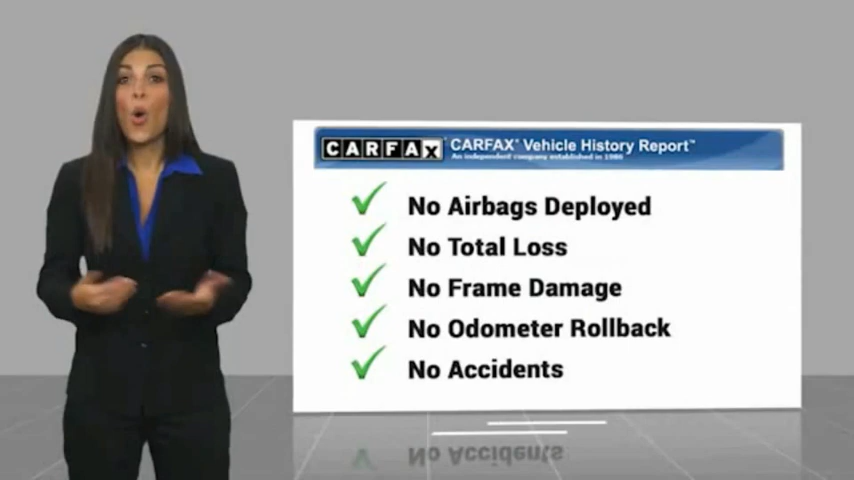 CARFAX CARFAX® Vehicle History Report™
An independent company established in 1986
No Airbags Deployed
No Total Loss
No Frame Damage
No Odometer Rollback
No Accidents
No Accidents